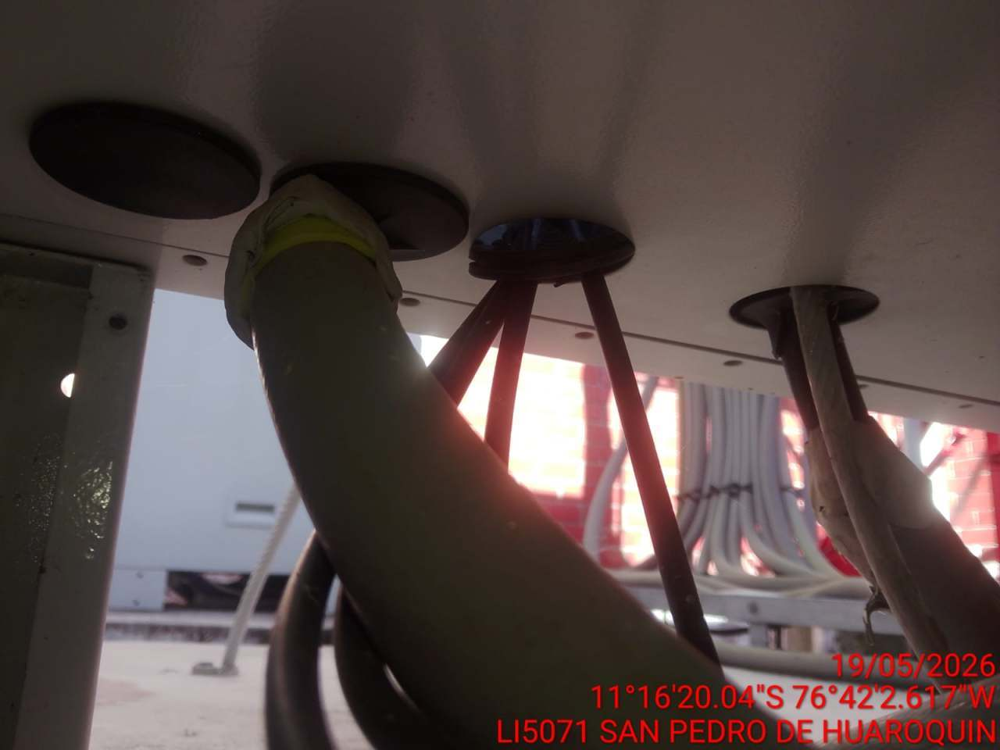 19/05/2026
11°16'20.04"S 76°42'2.617"W
LI5071 SAN PEDRO DE HUAROQUIN